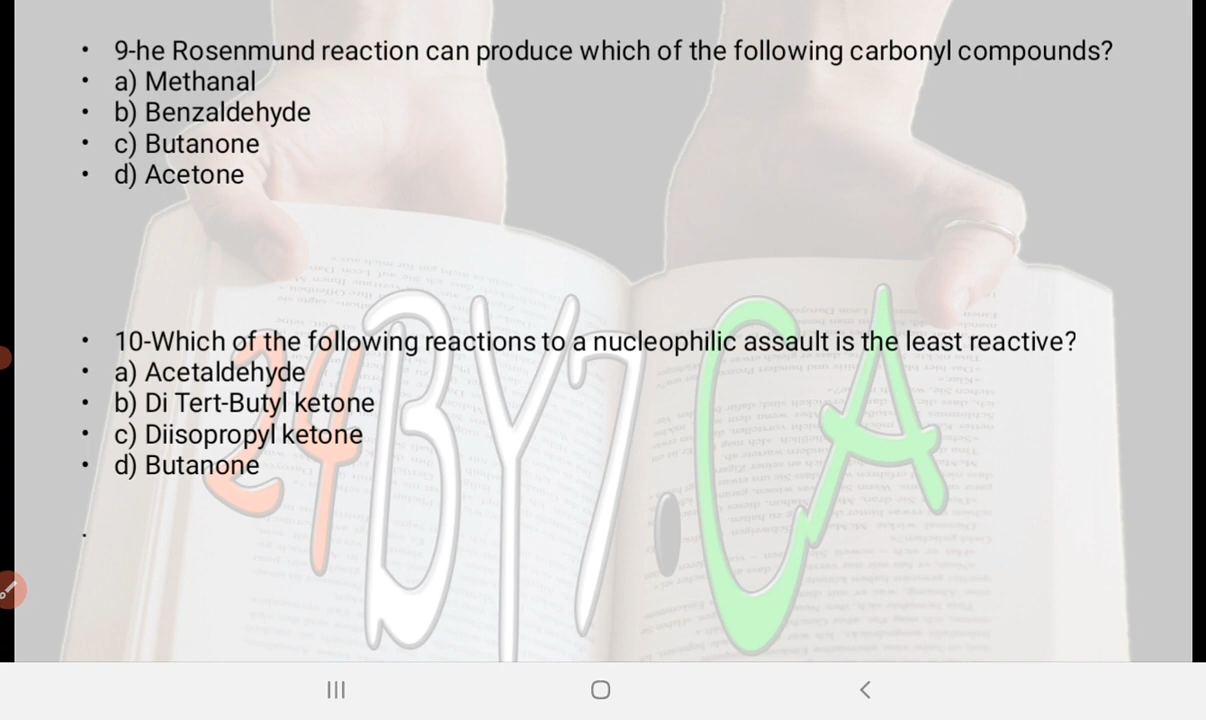 • 9-he Rosenmund reaction can produce which of the following carbonyl compounds?
• a) Methanal
• b) Benzaldehyde
• c) Butanone
• d) Acetone
• 10-Which of the following reactions to a nucleophilic assault is the least reactive?
• a) Acetaldehyde
• b) Di Tert-Butyl ketone
• c) Diisopropyl ketone
• d) Butanone
24BY7.CA